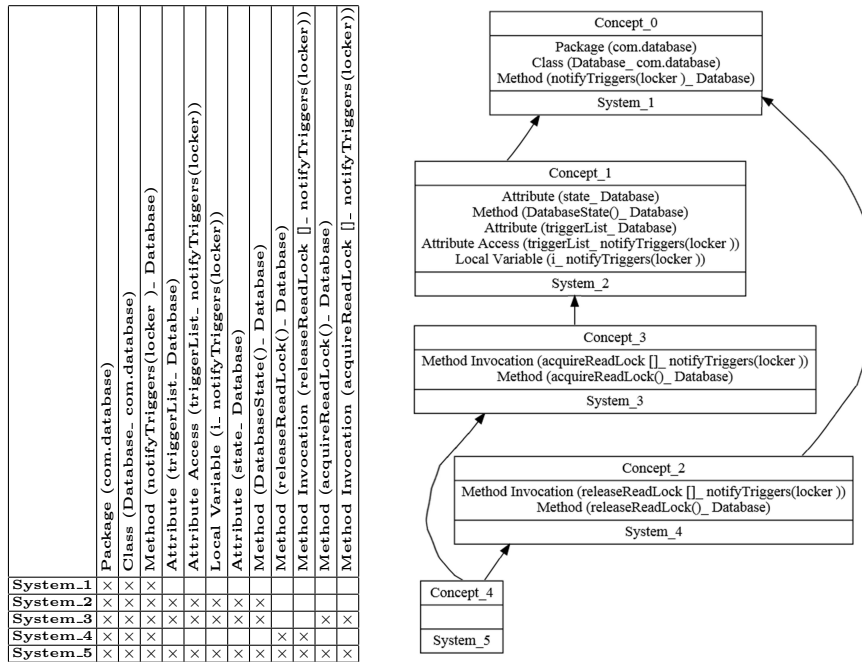 Package (com.database)
Class (Database_ com.database)
Method (notifyTriggers(locker )_ Database)
Attribute (triggerList_ Database)
Attribute Access (triggerList_ notifyTriggers(locker))
Local Variable (i_ notifyTriggers(locker))
Attribute (state_ Database)
Method (DatabaseState()_ Database)
Method (releaseReadLock()_ Database)
Method Invocation (releaseReadLock []_ notifyTriggers(locker))
Method (acquireReadLock()_ Database)
Method Invocation (acquireReadLock []_ notifyTriggers(locker))
System_1 × × ×
System_2 × × × × × × × ×
System_3 × × × × × × × × × ×
System_4 × × × × ×
System_5 × × × × × × × × × × × ×
Concept_0
Package (com.database)
Class (Database_ com.database)
Method (notifyTriggers(locker )_ Database)
System_1
Concept_1
Attribute (state_ Database)
Method (DatabaseState()_ Database)
Attribute (triggerList_ Database)
Attribute Access (triggerList_ notifyTriggers(locker ))
Local Variable (i_ notifyTriggers(locker ))
System_2
Concept_3
Method Invocation (acquireReadLock []_ notifyTriggers(locker ))
Method (acquireReadLock()_ Database)
System_3
Concept_2
Method Invocation (releaseReadLock []_ notifyTriggers(locker ))
Method (releaseReadLock()_ Database)
System_4
Concept_4
System_5